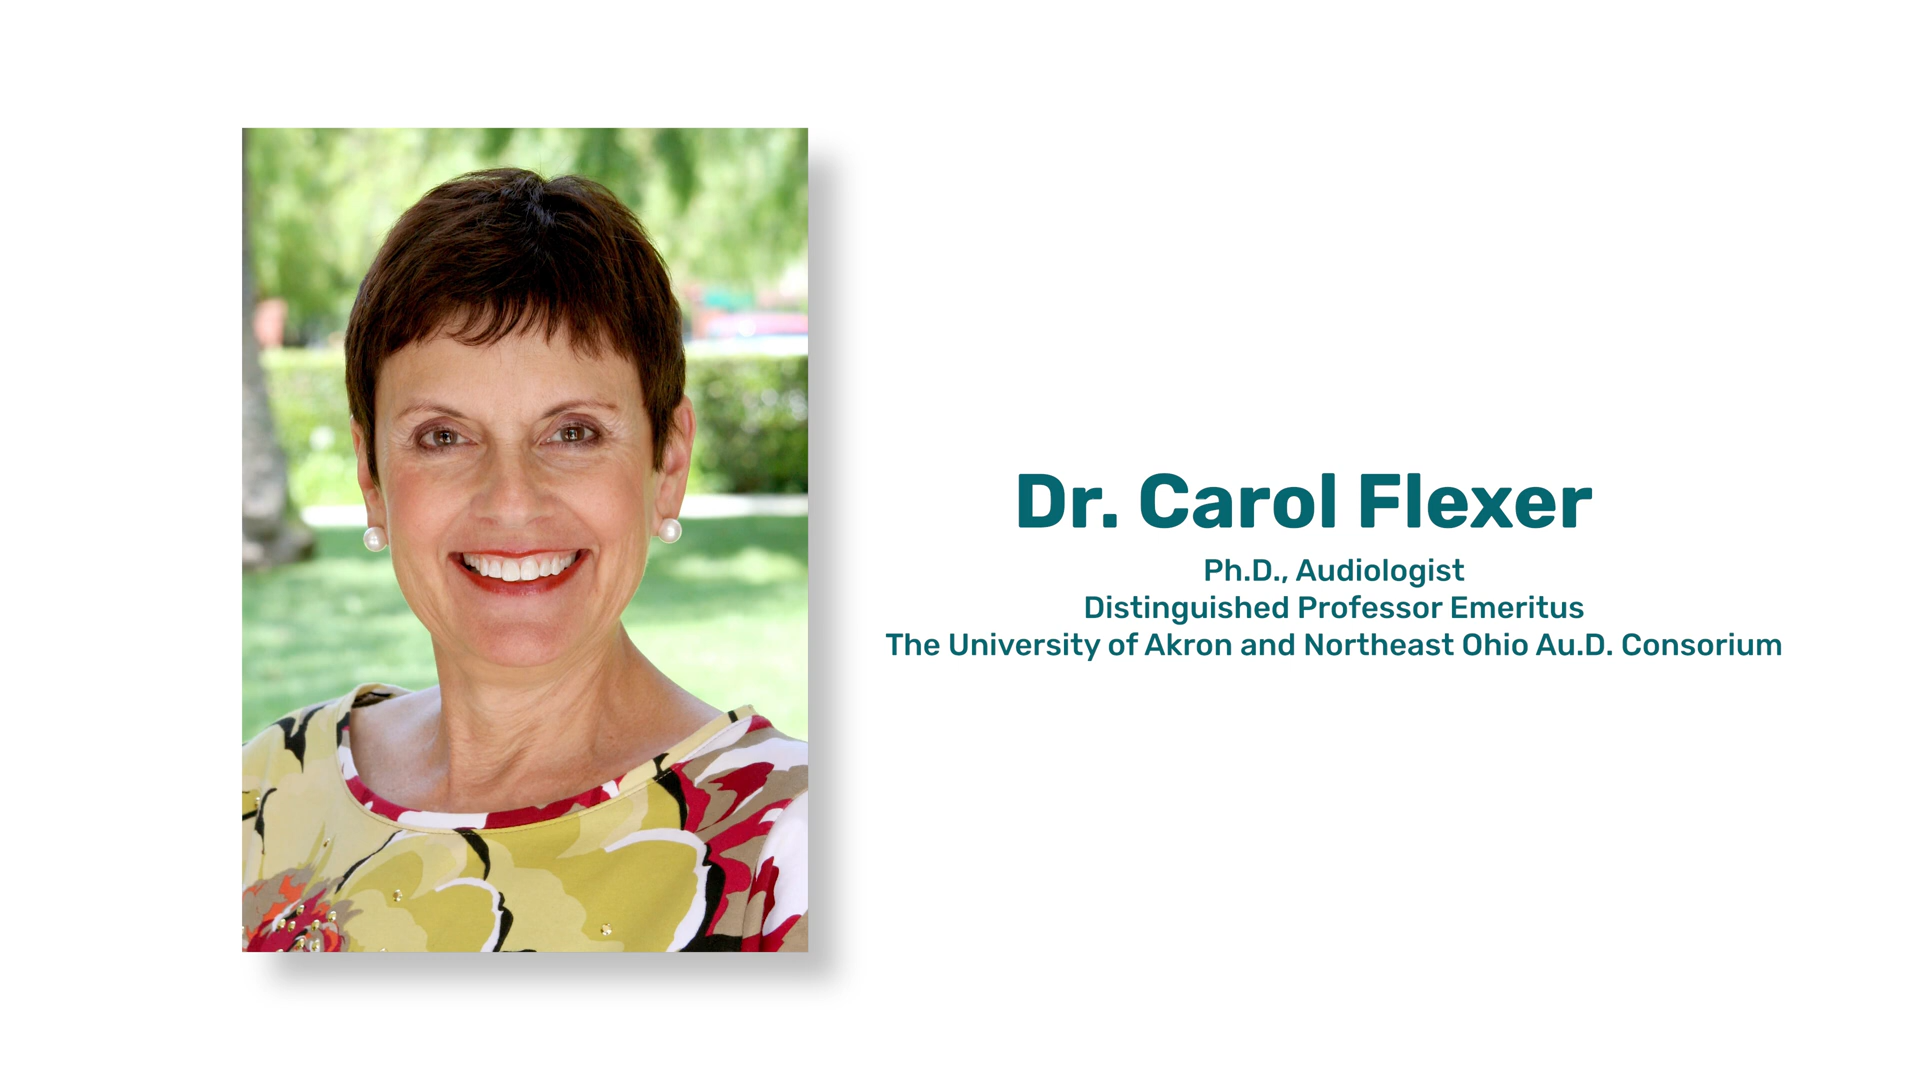 Dr. Carol Flexer
Ph.D., Audiologist
Distinguished Professor Emeritus
The University of Akron and Northeast Ohio Au.D. Consorium